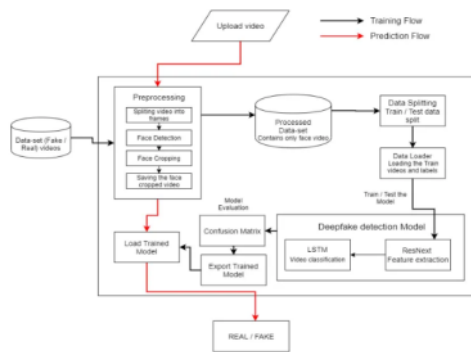 Upload video
Training Flow
Prediction Flow
Preprocessing
Splitting video into
frames
Face Detection
Face Cropping
Saving the face
cropped video
Data-set (Fake /
Real) videos
Processed
Data-set
Contains only face video
Data Splitting
Train / Test data
split
Data Loader
Loading the Train
videos and labels
Train / Test the
Model
Model
Evaluation
Confusion Matrix
Export Trained
Model
Load Trained
Model
Deepfake detection Model
LSTM
Video classification
ResNext
Feature extraction
REAL / FAKE